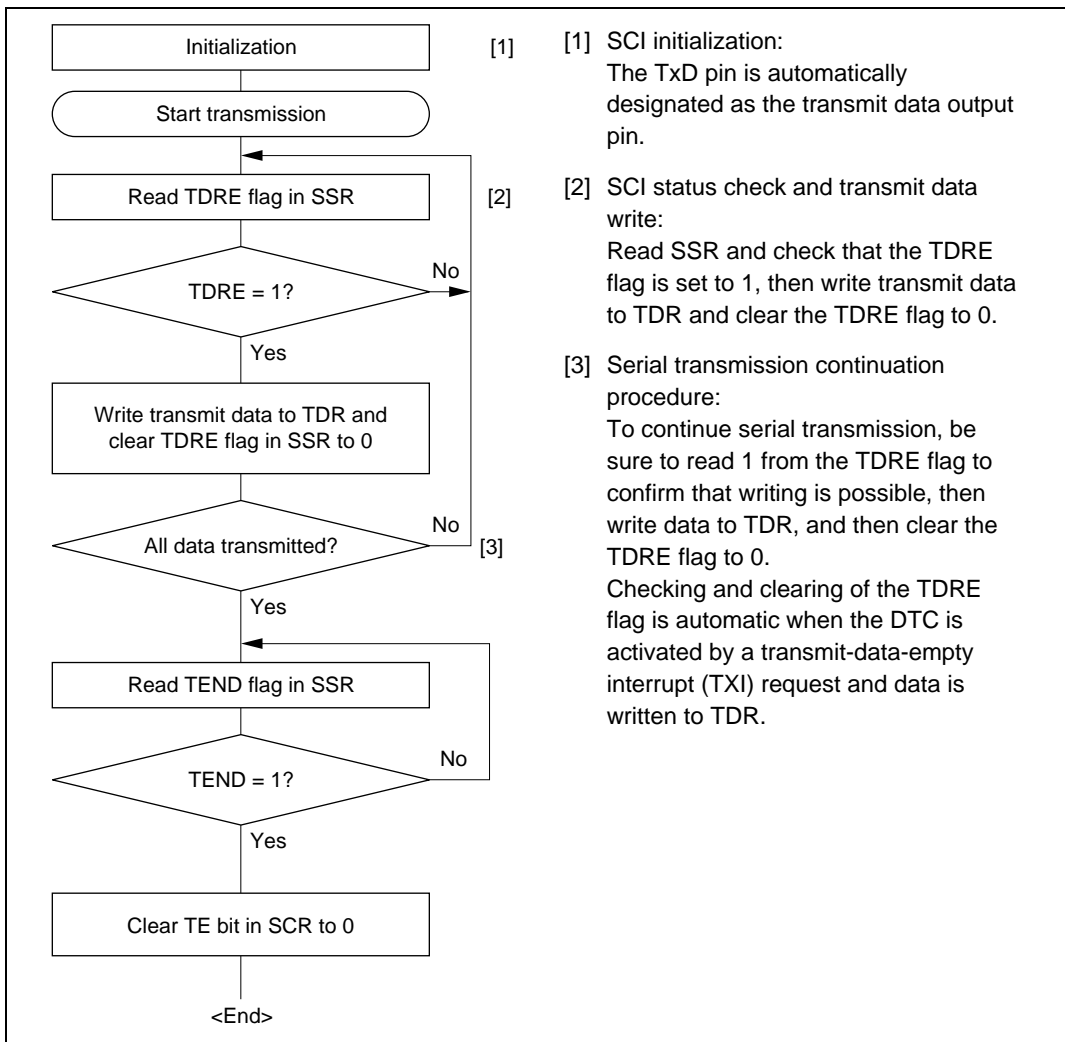 Initialization
[1]
Start transmission
Read TDRE flag in SSR
[2]
TDRE = 1?
No
Yes
Write transmit data to TDR and
clear TDRE flag in SSR to 0
All data transmitted?
No
[3]
Yes
Read TEND flag in SSR
TEND = 1?
No
Yes
Clear TE bit in SCR to 0
<End>
[1] SCI initialization:
The TxD pin is automatically
designated as the transmit data output
pin.
[2] SCI status check and transmit data
write:
Read SSR and check that the TDRE
flag is set to 1, then write transmit data
to TDR and clear the TDRE flag to 0.
[3] Serial transmission continuation
procedure:
To continue serial transmission, be
sure to read 1 from the TDRE flag to
confirm that writing is possible, then
write data to TDR, and then clear the
TDRE flag to 0.
Checking and clearing of the TDRE
flag is automatic when the DTC is
activated by a transmit-data-empty
interrupt (TXI) request and data is
written to TDR.